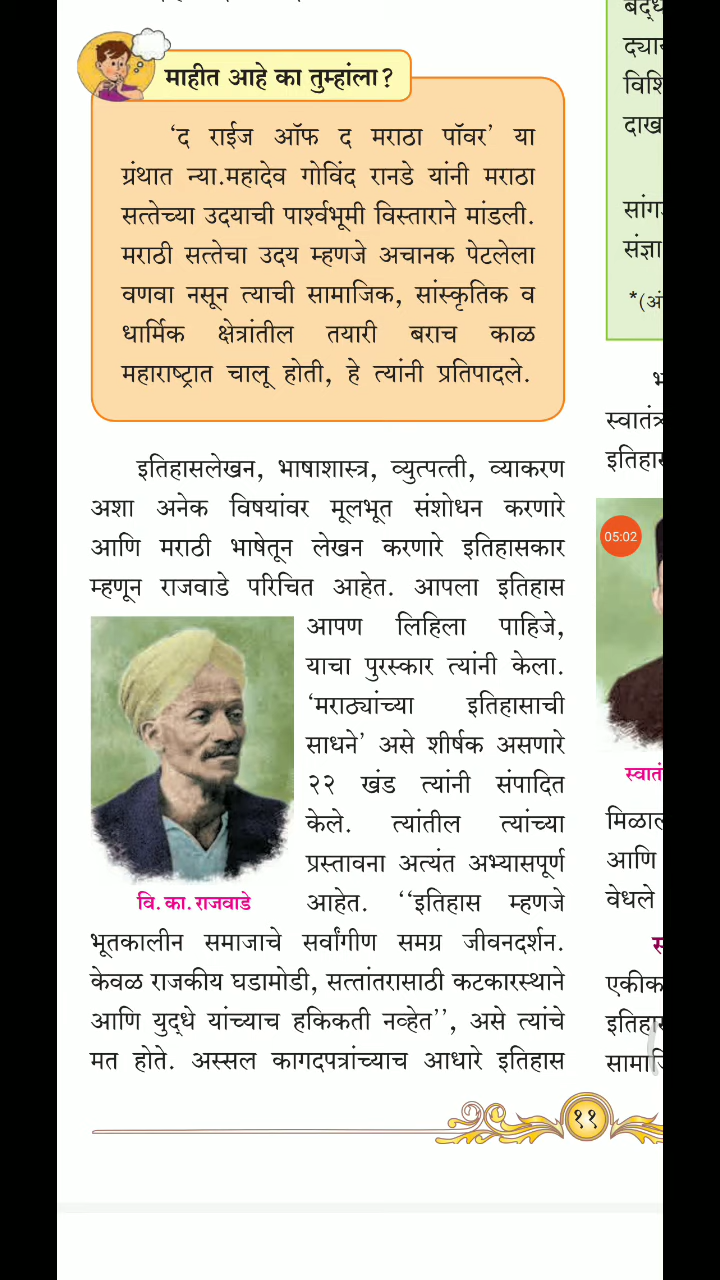 माहीत आहे का तुम्हांला?
‘द राईज ऑफ द मराठा पॉवर’ या
ग्रंथात न्या.महादेव गोविंद रानडे यांनी मराठा
सत्तेच्या उदयाची पार्श्वभूमी विस्ताराने मांडली.
मराठी सत्तेचा उदय म्हणजे अचानक पेटलेला
वणवा नसून त्याची सामाजिक, सांस्कृतिक व
धार्मिक क्षेत्रांतील तयारी बराच काळ
महाराष्ट्रात चालू होती, हे त्यांनी प्रतिपादले.
इतिहासलेखन, भाषाशास्त्र, व्युत्पत्ती, व्याकरण
अशा अनेक विषयांवर मूलभूत संशोधन करणारे
आणि मराठी भाषेतून लेखन करणारे इतिहासकार
म्हणून राजवाडे परिचित आहेत. आपला इतिहास
आपण लिहिला पाहिजे,
याचा पुरस्कार त्यांनी केला.
‘मराठ्यांच्या इतिहासाची
साधने’ असे शीर्षक असणारे
२२ खंड त्यांनी संपादित
केले. त्यांतील त्यांच्या
प्रस्तावना अत्यंत अभ्यासपूर्ण
आहेत. ‘‘इतिहास म्हणजे
वि. का. राजवाडे
भूतकालीन समाजाचे सर्वांगीण समग्र जीवनदर्शन.
केवळ राजकीय घडामोडी, सत्तांतरासाठी कटकारस्थाने
आणि युद्धे यांच्याच हकिकती नव्हेत’’, असे त्यांचे
मत होते. अस्सल कागदपत्रांच्याच आधारे इतिहास
११
दाख
सांग
संज्ञा
*(अं
स्वातंत्र
इतिहा
05:02
स्वातं
मिळाल
आणि
वेधले
एकीक
इतिहा